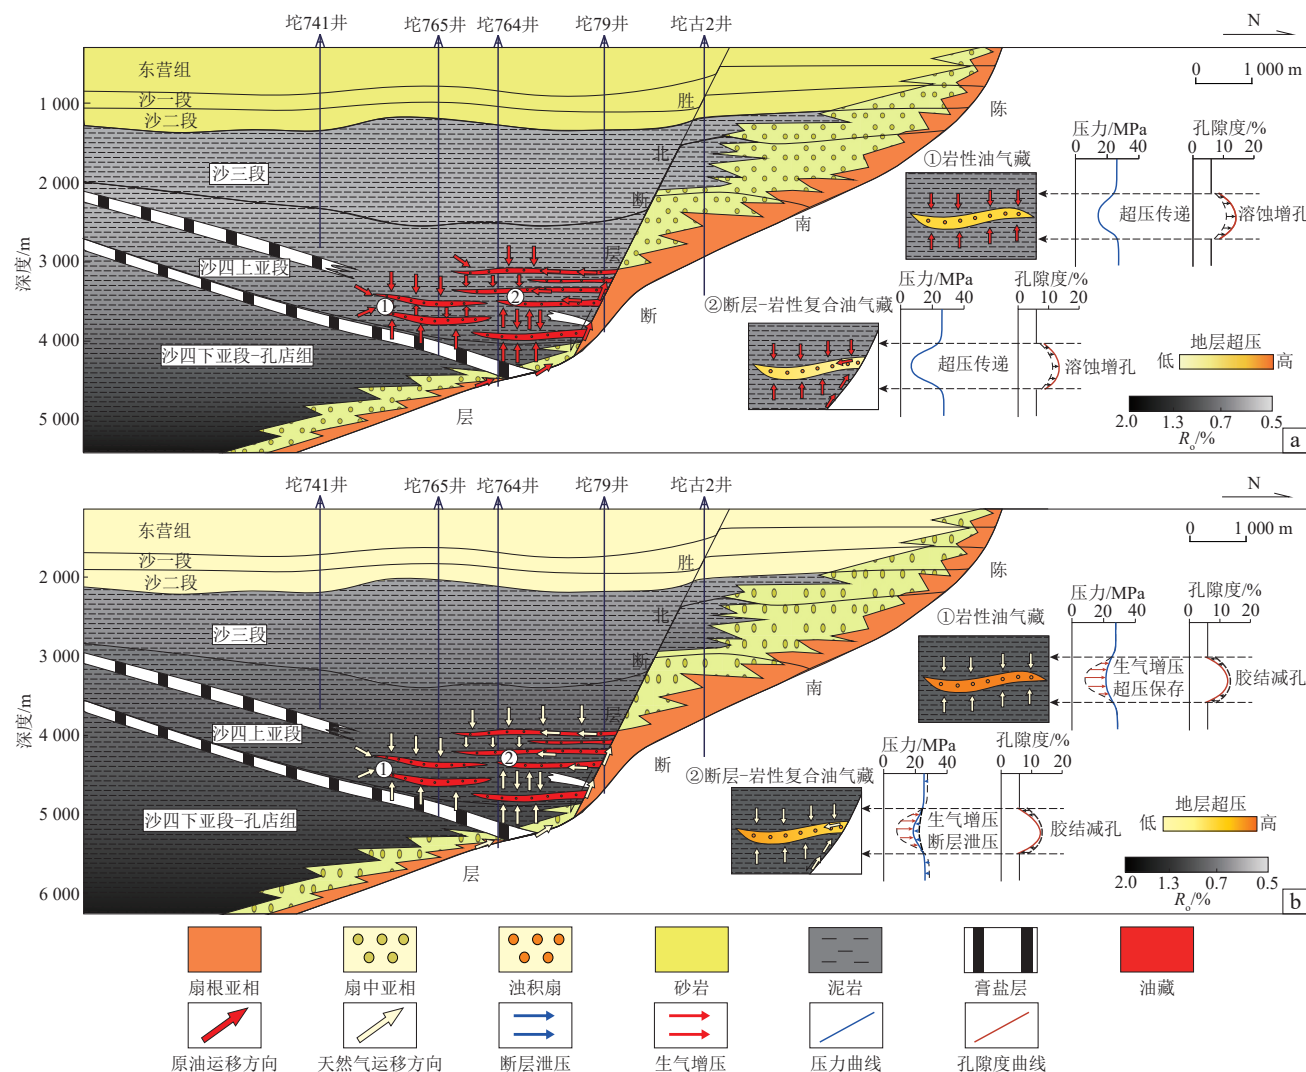 坨741井 坨765井 坨764井 坨79井 坨古2井
N
0 1 000 m
东营组
沙一段
沙二段
沙三段
沙四上亚段
沙四下亚段-孔店组
胜
北
断
层
陈
南
断
层
深度/m
1 000
2 000
3 000
4 000
5 000
①
②
①岩性油气藏
压力/MPa 孔隙度/%
0 20 40 0 10 20
超压传递 溶蚀增孔
②断层-岩性复合油气藏
压力/MPa 孔隙度/%
0 20 40 0 10 20
超压传递 溶蚀增孔
地层超压
低 高
2.0 1.3 0.7 0.5
Ro/%
a
坨741井 坨765井 坨764井 坨79井 坨古2井
N
0 1 000 m
东营组
沙一段
沙二段
沙三段
沙四上亚段
沙四下亚段-孔店组
胜
北
断
层
陈
南
断
层
深度/m
2 000
3 000
4 000
5 000
6 000
①
②
①岩性油气藏
压力/MPa 孔隙度/%
0 20 40 0 10 20
生气增压
超压保存
胶结减孔
②断层-岩性复合油气藏
压力/MPa 孔隙度/%
0 20 40 0 10 20
生气增压
断层泄压
胶结减孔
地层超压
低 高
2.0 1.3 0.7 0.5
Ro/%
b
扇根亚相 扇中亚相 浊积扇 砂岩 泥岩 膏盐层 油藏
原油运移方向 天然气运移方向 断层泄压 生气增压 压力曲线 孔隙度曲线